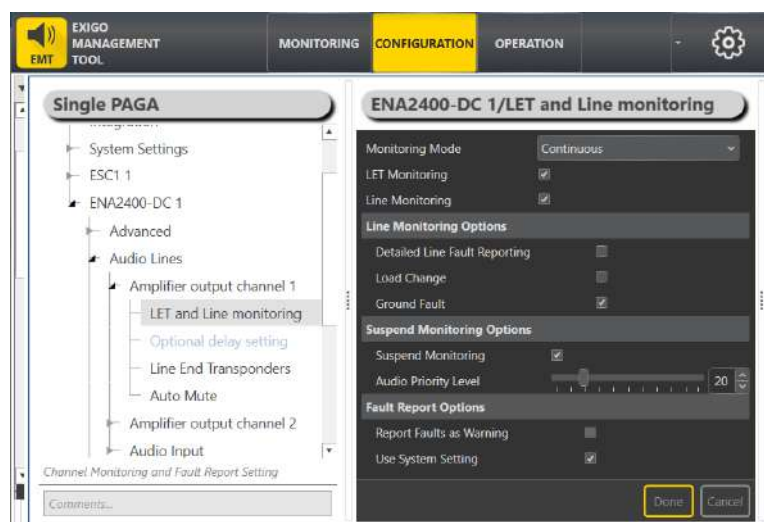 EXIGO
MANAGEMENT
TOOL
EMT
MONITORING
CONFIGURATION
OPERATION
Single PAGA
System Settings
ESC1 1
ENA2400-DC 1
Advanced
Audio Lines
Amplifier output channel 1
LET and Line monitoring
Optional delay setting
Line End Transponders
Auto Mute
Amplifier output channel 2
Audio Input
Channel Monitoring and Fault Report Setting
Comments...
ENA2400-DC 1/LET and Line monitoring
Monitoring Mode Continuous
LET Monitoring
Line Monitoring
Line Monitoring Options
Detailed Line Fault Reporting
Load Change
Ground Fault
Suspend Monitoring Options
Suspend Monitoring
Audio Priority Level 20
Fault Report Options
Report Faults as Warning
Use System Setting
Done Cancel